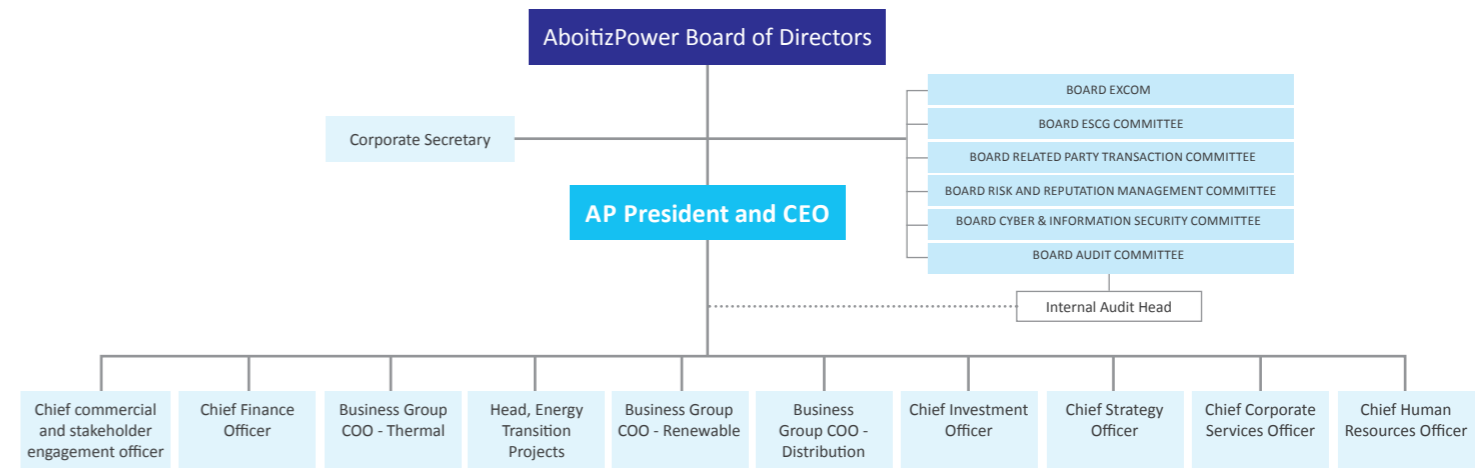 AboitizPower Board of Directors
BOARD EXCOM
BOARD ESCG COMMITTEE
Corporate Secretary
BOARD RELATED PARTY TRANSACTION COMMITTEE
BOARD RISK AND REPUTATION MANAGEMENT COMMITTEE
AP President and CEO
BOARD CYBER & INFORMATION SECURITY COMMITTEE
BOARD AUDIT COMMITTEE
Internal Audit Head
Chief commercial
and stakeholder
engagement officer
Chief Finance
Officer
Business Group
COO - Thermal
Head, Energy
Transition
Projects
Business Group
COO - Renewable
Business
Group COO -
Distribution
Chief Investment
Officer
Chief Strategy
Officer
Chief Corporate
Services Officer
Chief Human
Resources Officer